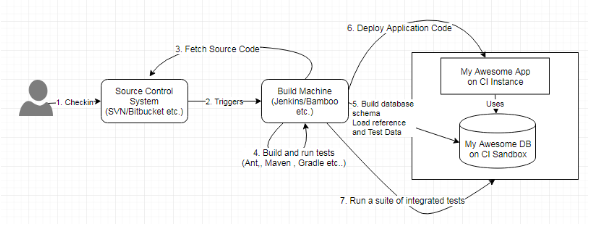 6. Deploy Application Code
3. Fetch Source Code
My Awesome App
on CI Instance
1. Checkin
Source Control
System
(SVN/Bitbucket etc.)
2. Triggers
Build Machine
(Jenkins/Bamboo
etc.)
5. Build database
schema
Load reference
and Test Data
Uses
My Awesome DB
on CI Sandbox
4. Build and run tests
(Ant,, Maven , Gradle etc..)
7. Run a suite of integrated tests